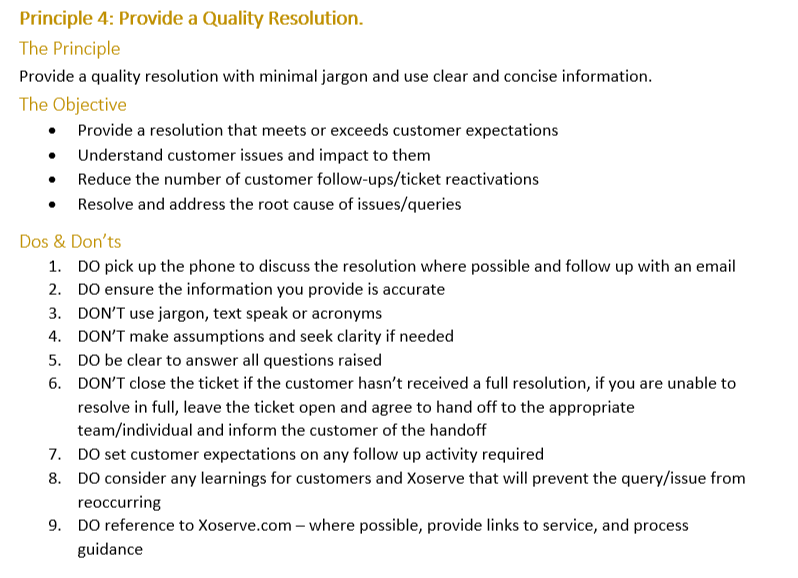 Principle 4: Provide a Quality Resolution.
The Principle
Provide a quality resolution with minimal jargon and use clear and concise information.
The Objective
• Provide a resolution that meets or exceeds customer expectations
• Understand customer issues and impact to them
• Reduce the number of customer follow-ups/ticket reactivations
• Resolve and address the root cause of issues/queries
Dos & Don'ts
1. DO pick up the phone to discuss the resolution where possible and follow up with an email
2. DO ensure the information you provide is accurate
3. DON'T use jargon, text speak or acronyms
4. DON'T make assumptions and seek clarity if needed
5. DO be clear to answer all questions raised
6. DON'T close the ticket if the customer hasn't received a full resolution, if you are unable to
resolve in full, leave the ticket open and agree to hand off to the appropriate
team/individual and inform the customer of the handoff
7. DO set customer expectations on any follow up activity required
8. DO consider any learnings for customers and Xoserve that will prevent the query/issue from
reoccurring
9. DO reference to Xoserve.com – where possible, provide links to service, and process
guidance